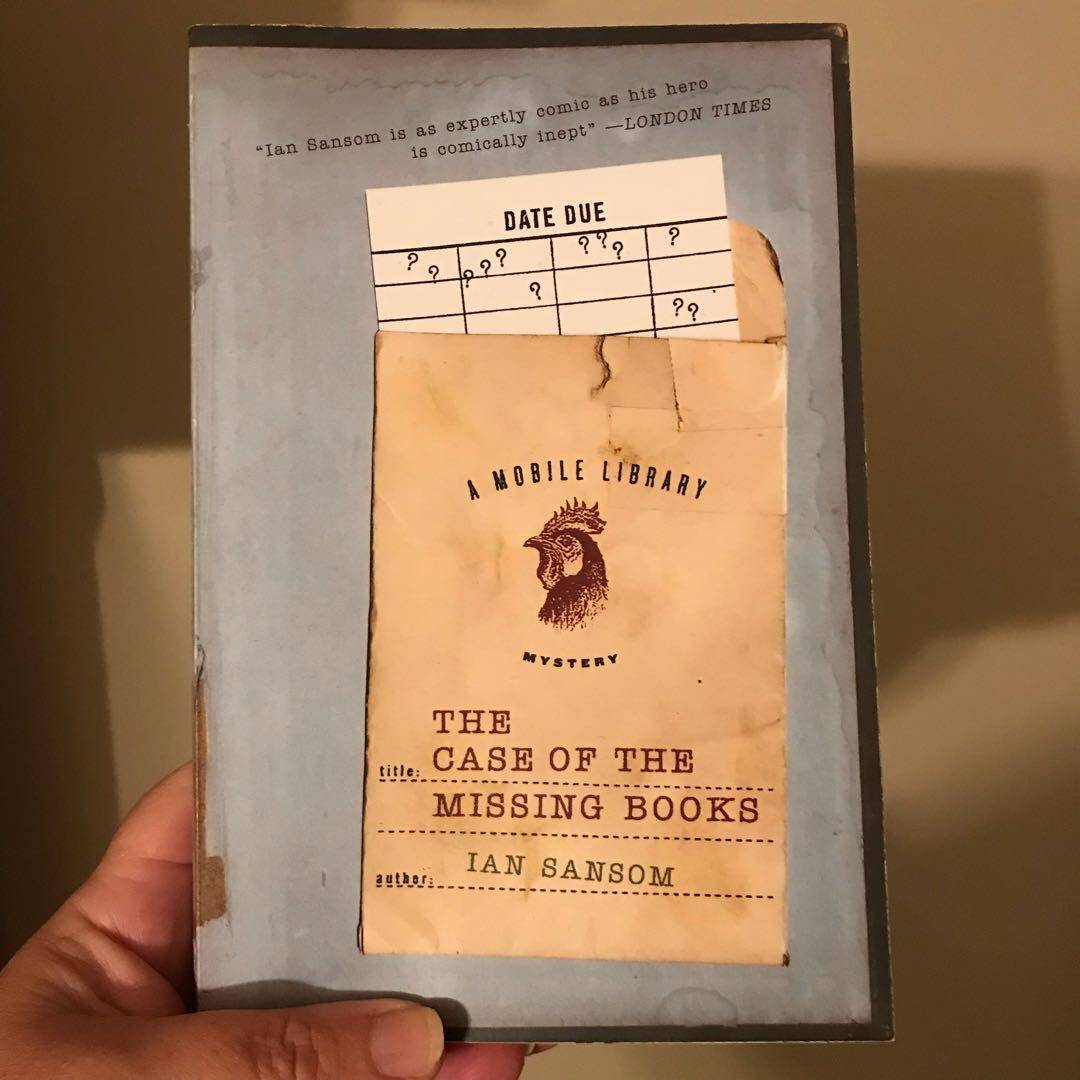 “Ian Sansom is as expertly comic as his hero
is comically inept” —LONDON TIMES
DATE DUE
? ? ? ? ? ? ? ? ?
?
? ?
A MOBILE LIBRARY
MYSTERY
THE
title: CASE OF THE
MISSING BOOKS
author: IAN SANSOM